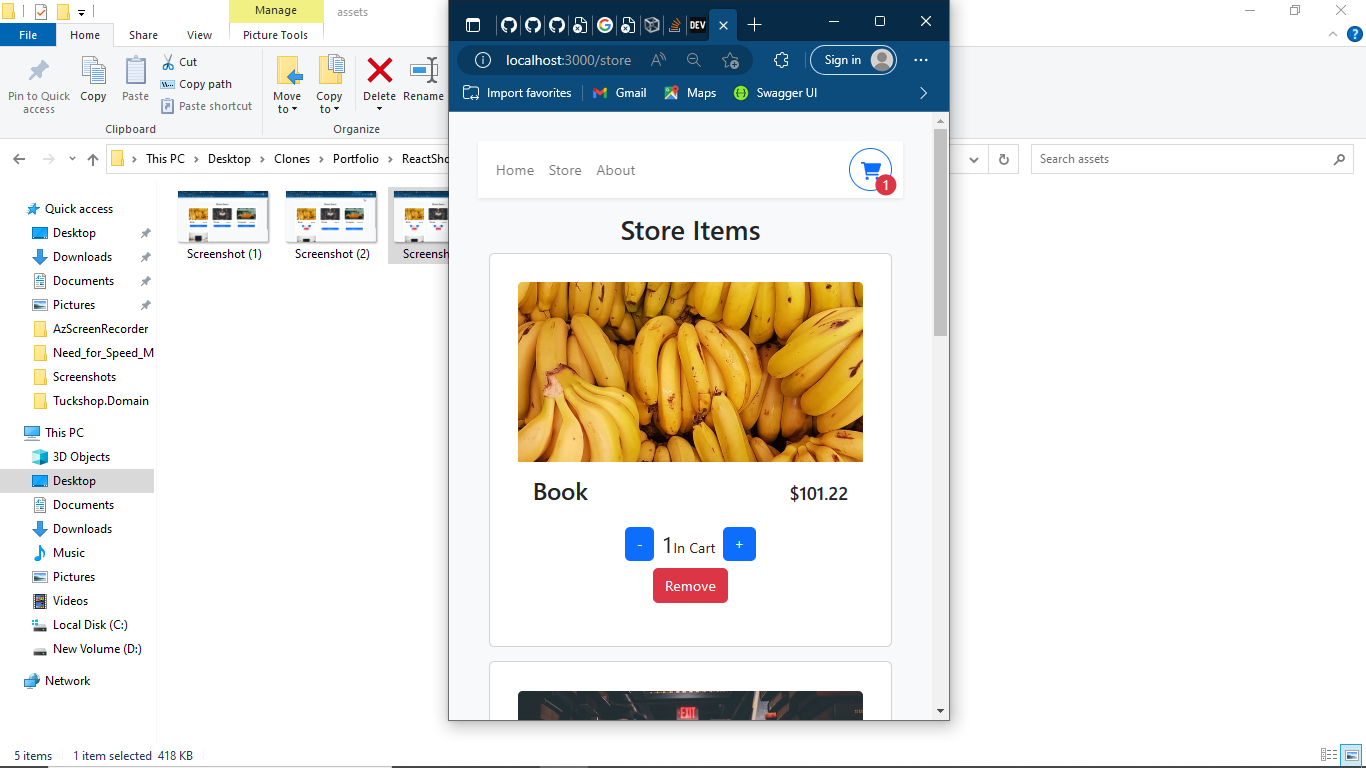 Manage
assets
File
Home
Share
View
Picture Tools
Pin to Quick access
Copy
Paste
Cut
Copy path
Paste shortcut
Move to
Copy to
Delete
Rename
Clipboard
Organize
This PC
Desktop
Clones
Portfolio
ReactSho
Search assets
Quick access
Desktop
Downloads
Documents
Pictures
AzScreenRecorder
Need_for_Speed_M
Screenshots
Tuckshop.Domain
This PC
3D Objects
Desktop
Documents
Downloads
Music
Pictures
Videos
Local Disk (C:)
New Volume (D:)
Network
Screenshot (1)
Screenshot (2)
Screensh
5 items
1 item selected 418 KB
DEV
localhost:3000/store
Sign in
Import favorites
Gmail
Maps
Swagger UI
Home
Store
About
1
Store Items
EXIT
Book
$101.22
-
1 In Cart
+
Remove